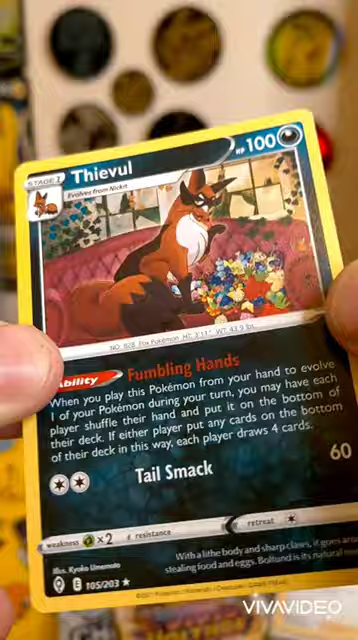 STAGE 1 Thievul HP 100
Evolves from Nickit
NO. 828 Fox Pokémon HT: 3'11" WT: 43.9 lbs.
Ability Fumbling Hands
When you play this Pokémon from your hand to evolve
1 of your Pokémon during your turn, you may have each
player shuffle their hand and put it on the bottom of
their deck. If either player put any cards on the bottom
of their deck in this way, each player draws 4 cards.
Tail Smack 60
weakness ×2 resistance retreat
With a lithe body and sharp claws, it goes around
stealing food and eggs. Boltund is its natural
Illus. Kyoko Umemoto
E 105/203 ★
VIVAVIDEO